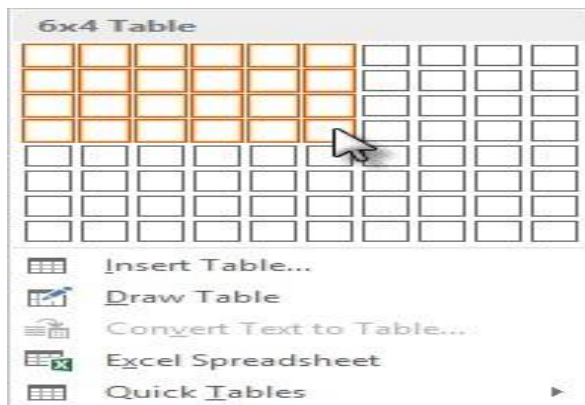 6x4 Table
Insert Table...
Draw Table
Convert Text to Table...
Excel Spreadsheet
Quick Tables